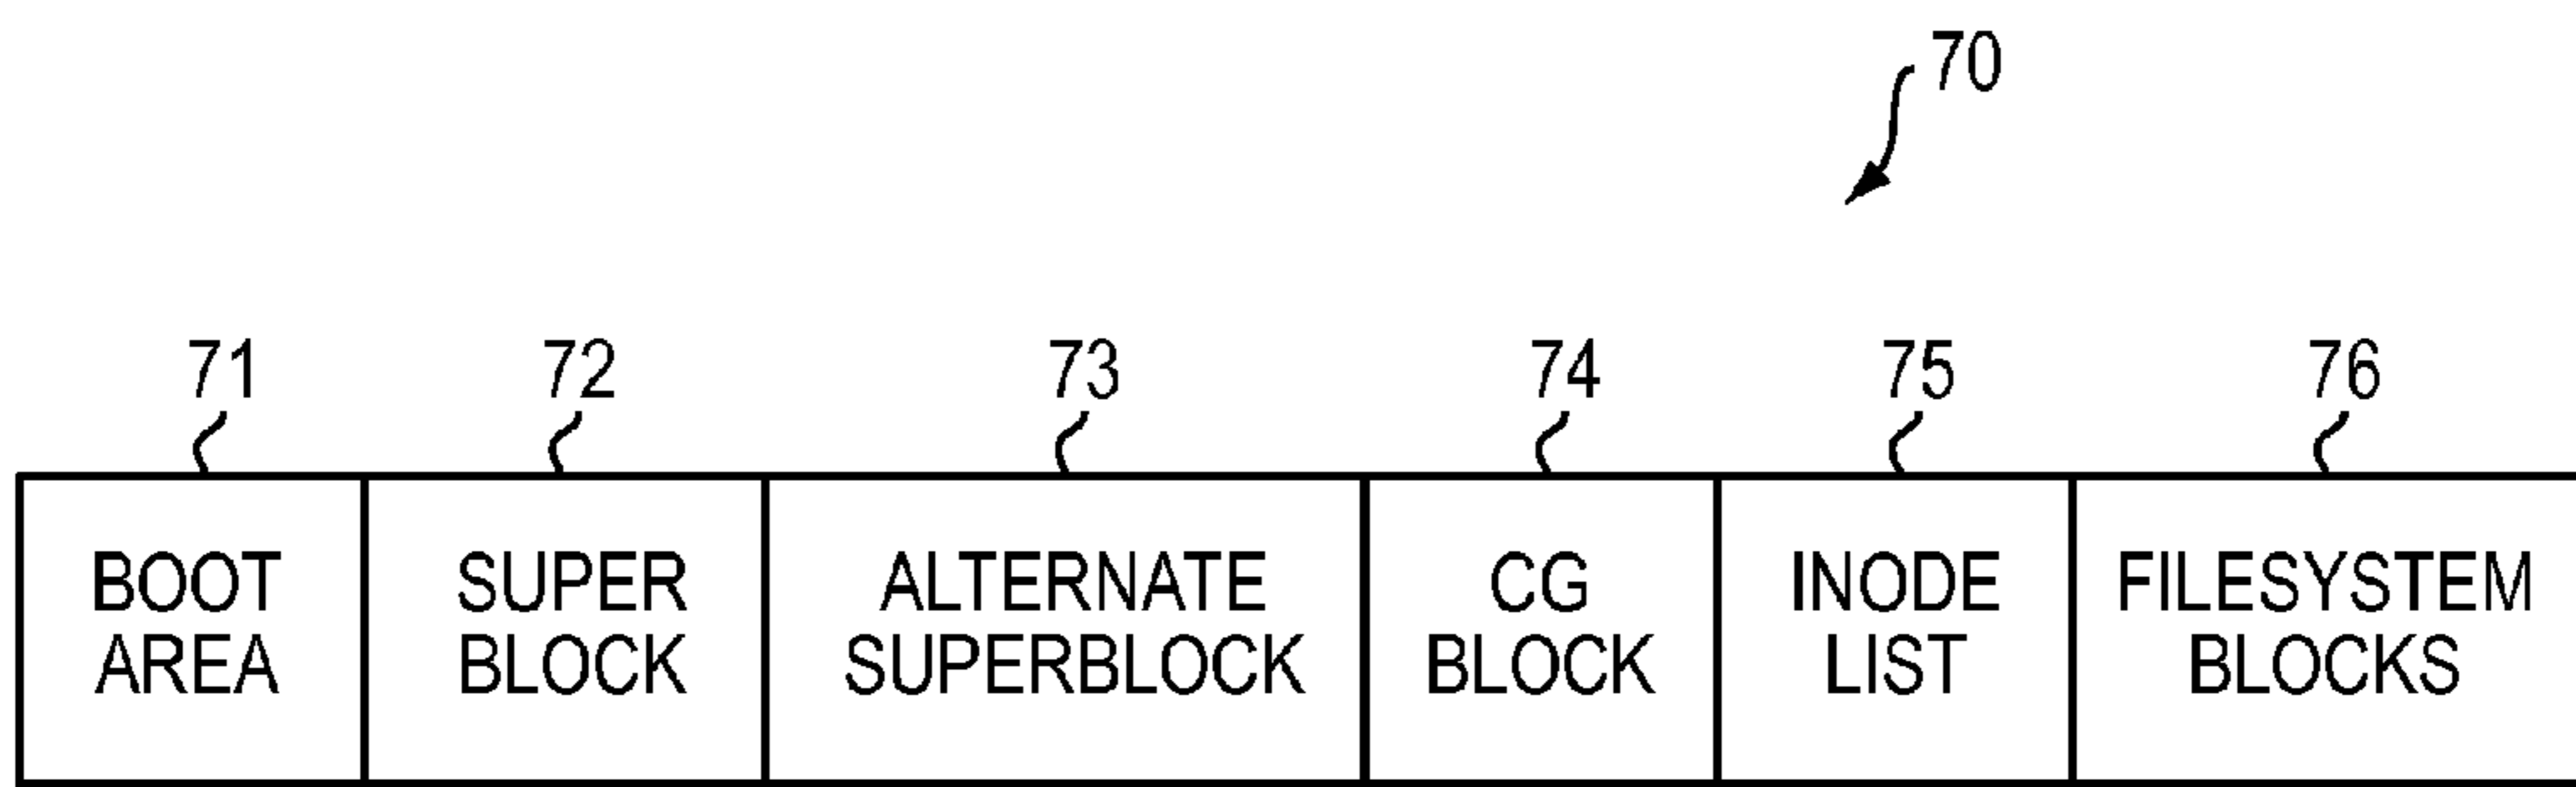 70
71 72 73 74 75 76
BOOT AREA
SUPER BLOCK
ALTERNATE SUPERBLOCK
CG BLOCK
INODE LIST
FILESYSTEM BLOCKS